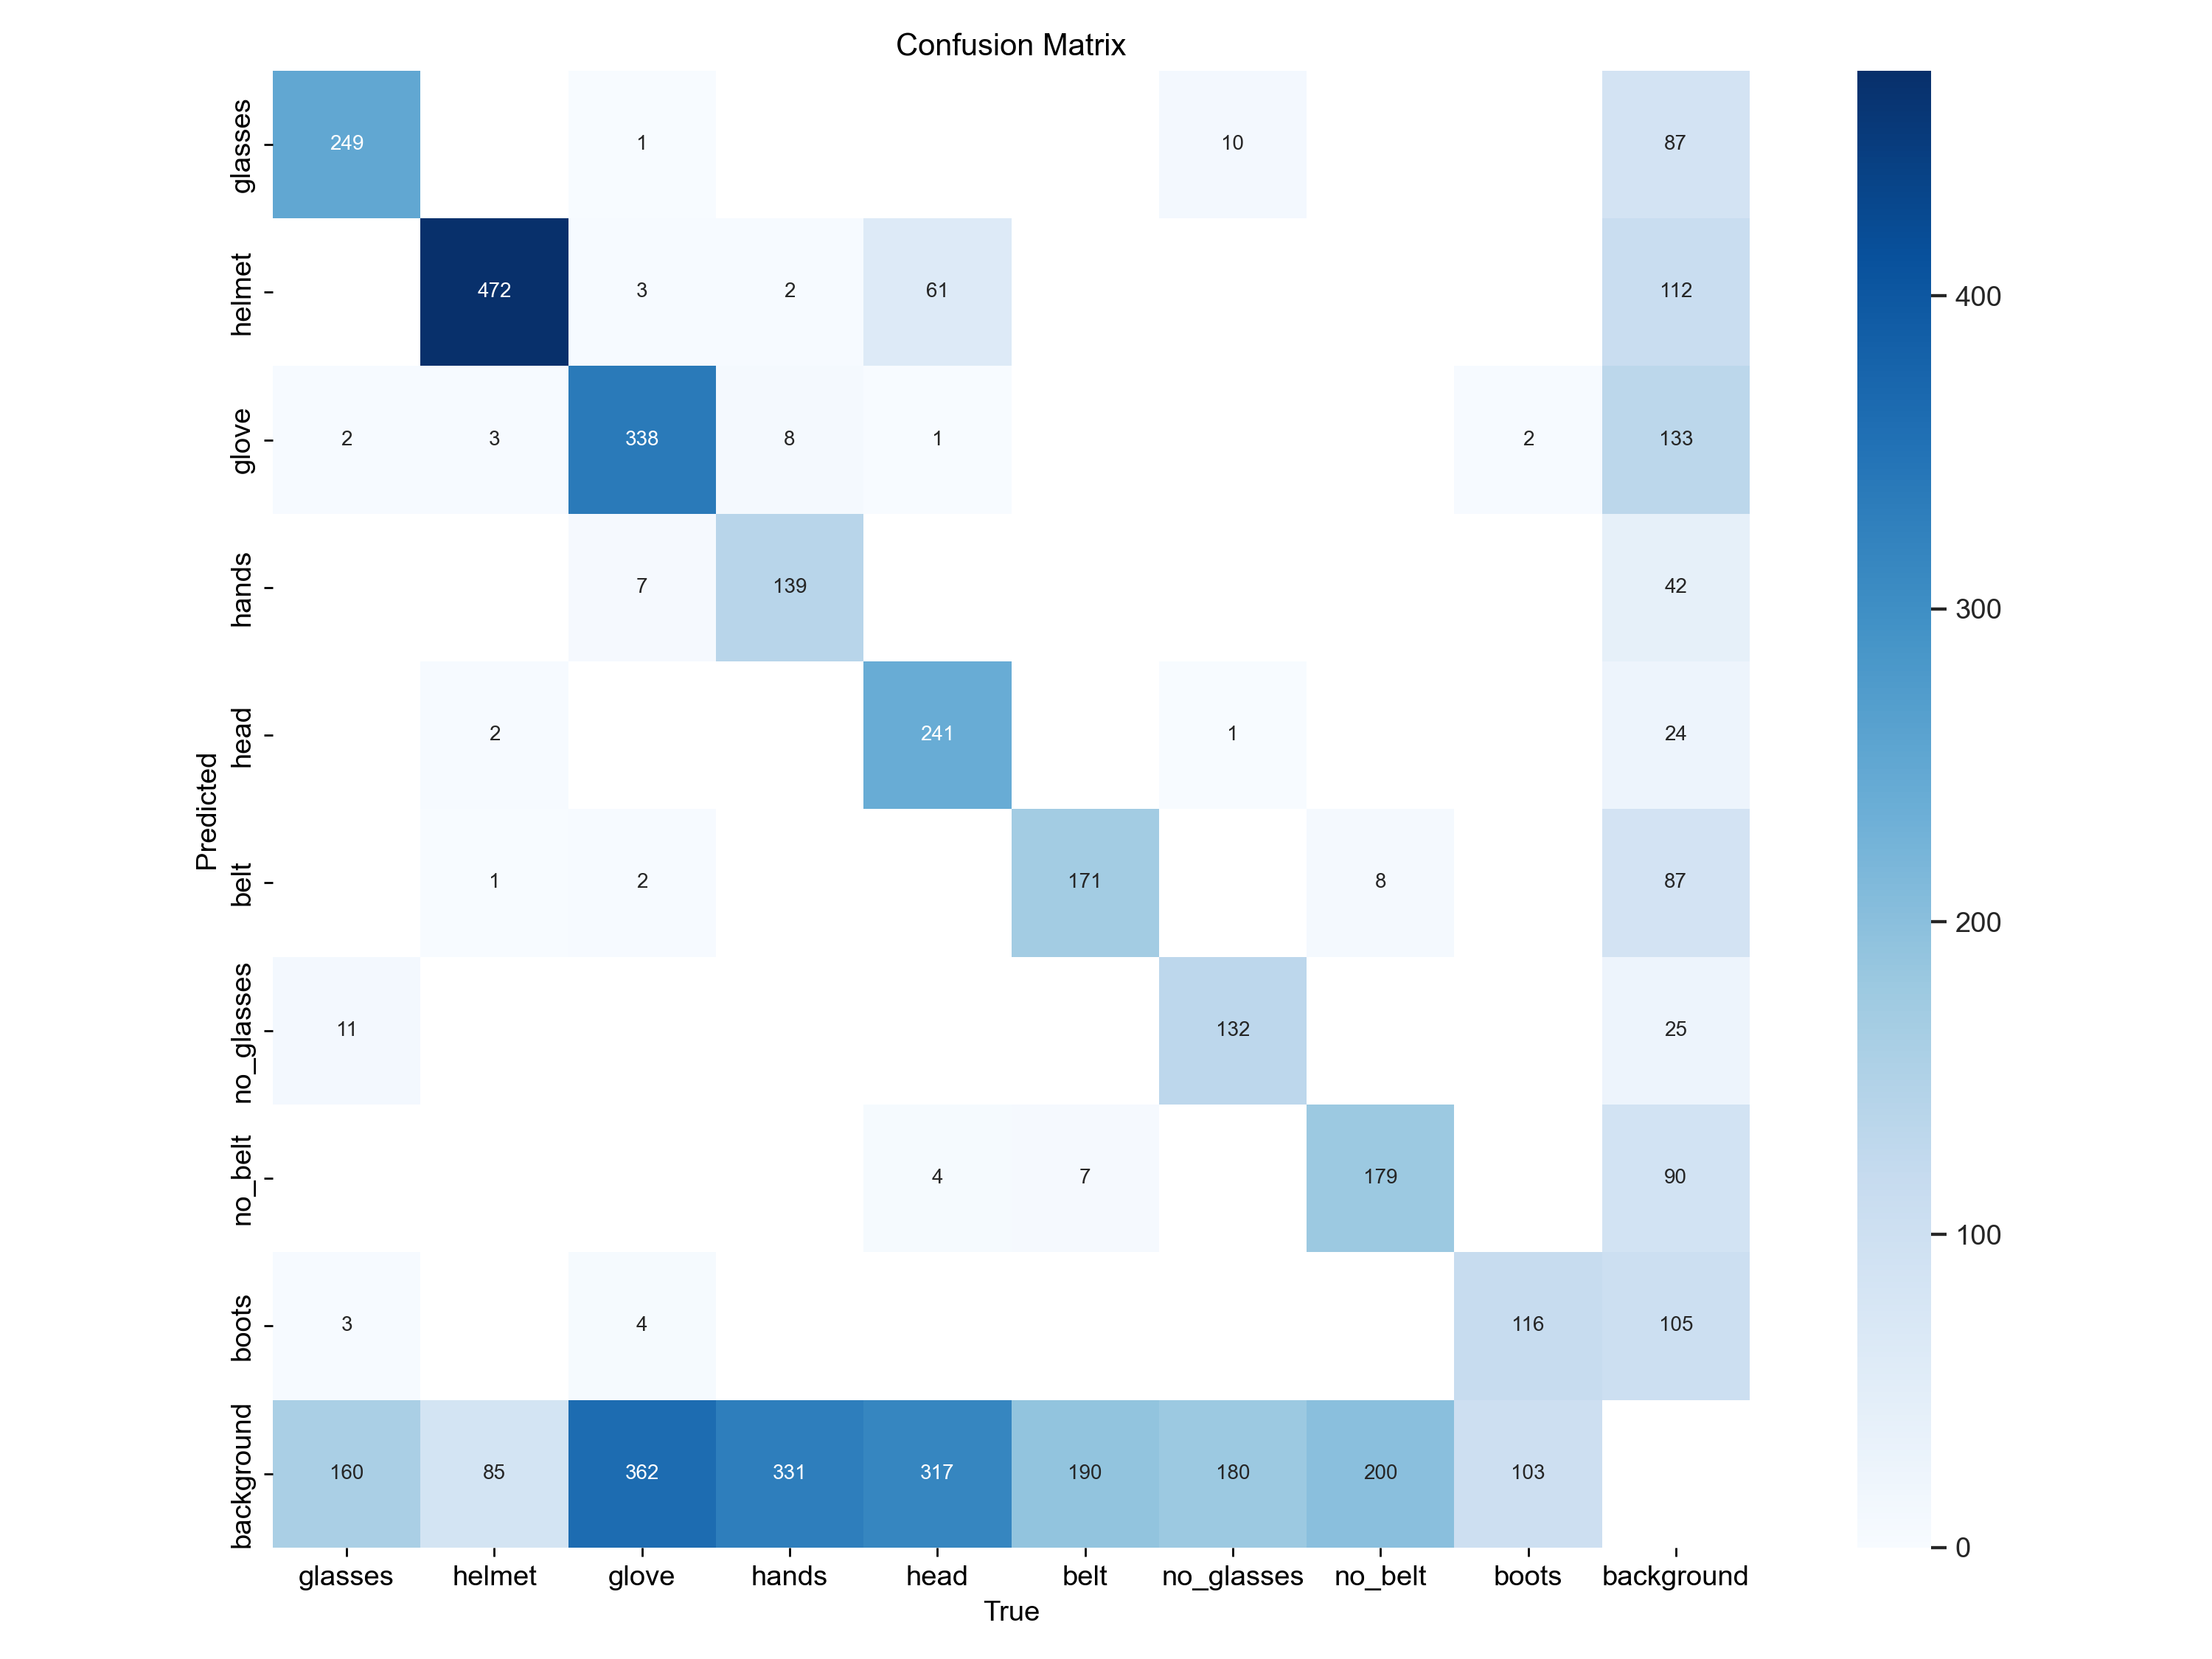 Confusion Matrix
glasses 249 1 10 87
helmet 472 3 2 61 112
glove 2 3 338 8 1 2 133
hands 7 139 42
head 2 241 1 24
belt 1 2 171 8 87
no_glasses 11 132 25
no_belt 4 7 179 90
boots 3 4 116 105
background 160 85 362 331 317 190 180 200 103
glasses helmet glove hands head belt no_glasses no_belt boots background
True
Predicted
400
300
200
100
0